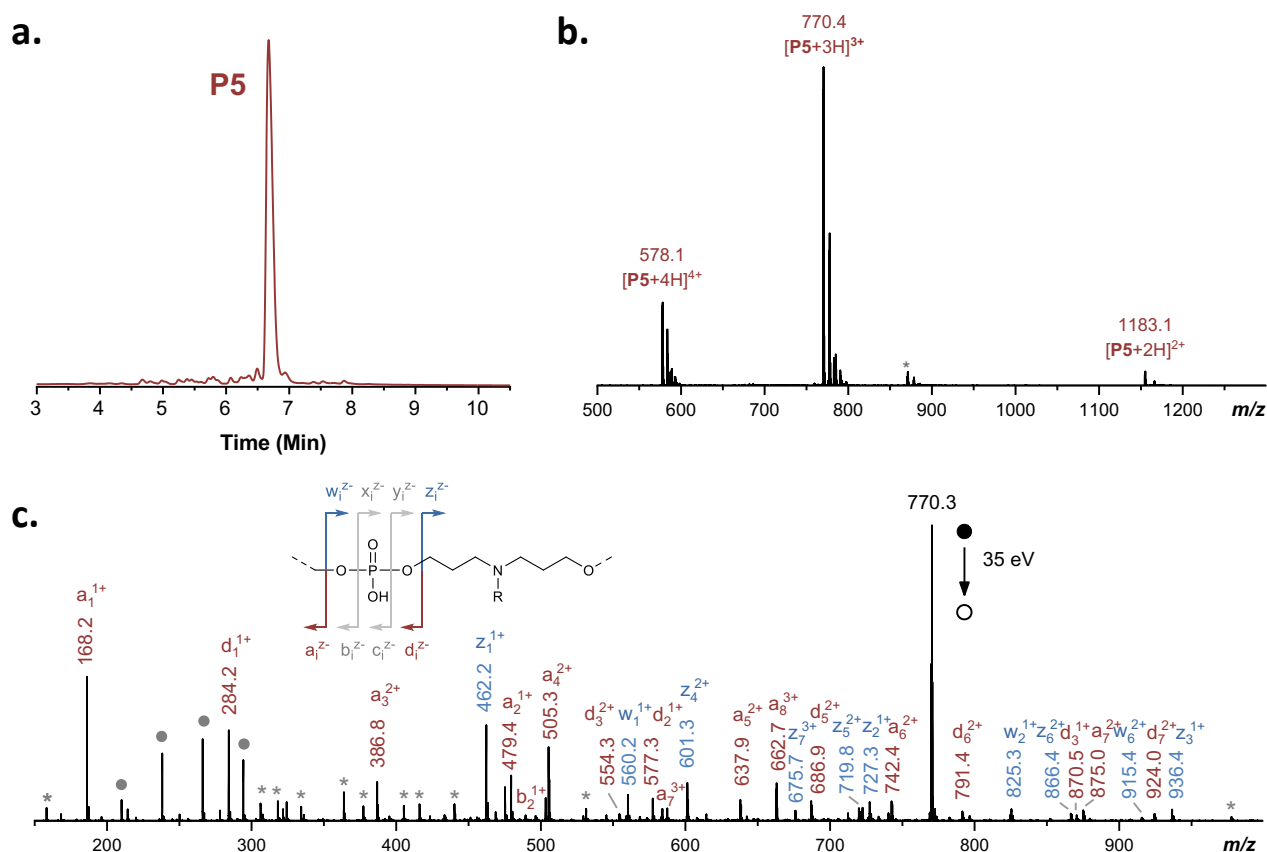 a.
P5
3 4 5 6 7 8 9 10
Time (Min)
b.
770.4
[P5+3H]³⁺
578.1
[P5+4H]⁴⁺
1183.1
[P5+2H]²⁺
*
500 600 700 800 900 1000 1100 1200 m/z
c.
wᵢᶻ⁻ xᵢᶻ⁻ yᵢᶻ⁻ zᵢᶻ⁻
O
O P O N O
OH R
aᵢᶻ⁻ bᵢᶻ⁻ cᵢᶻ⁻ dᵢᶻ⁻
770.3
35 eV
168.2 a₁¹⁺
284.2 d₁¹⁺
386.8 a₃²⁺
462.2 z₁¹⁺
479.4 a₂¹⁺
b₂¹⁺
505.3 a₄²⁺
554.3 d₃²⁺
560.2 w₁¹⁺
577.3 d₂¹⁺
a₇³⁺
601.3 z₄²⁺
637.9 a₅²⁺
662.7 a₈³⁺
675.7 z₇³⁺
686.9 d₅²⁺
719.8 z₅²⁺
727.3 z₂¹⁺
742.4 a₆²⁺
791.4 d₆²⁺
825.3 w₂¹⁺
866.4 z₆²⁺
870.5 d₃¹⁺
875.0 a₇²⁺
915.4 w₆²⁺
924.0 d₇²⁺
936.4 z₃¹⁺
* * * * * * * * * *
200 300 400 500 600 700 800 900 m/z